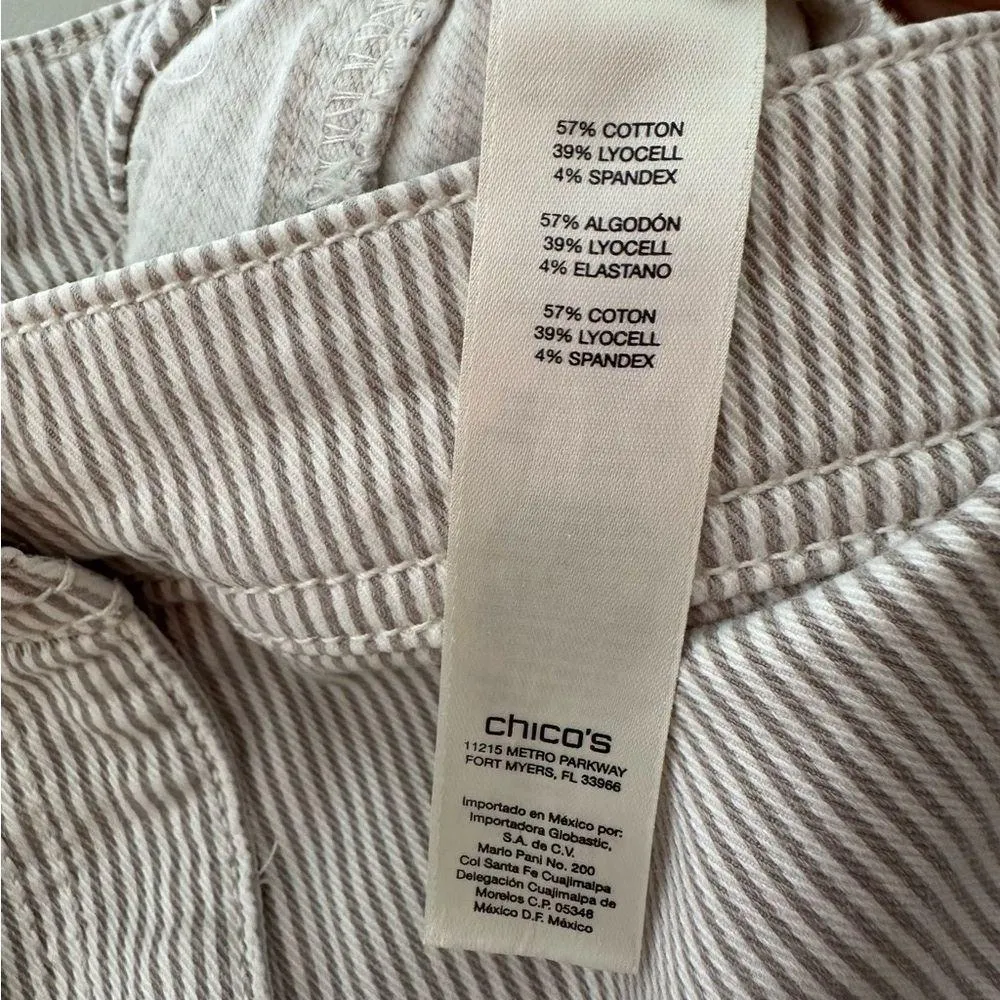 57% COTTON
39% LYOCELL
4% SPANDEX
57% ALGODÓN
39% LYOCELL
4% ELASTANO
57% COTON
39% LYOCELL
4% SPANDEX
chico's
11215 METRO PARKWAY
FORT MYERS, FL 33966
Importado en México por:
Importadora Globastic,
S.A. de C.V.
Mario Pani No. 200
Col Santa Fe Cuajimalpa
Delegación Cuajimalpa de
Morelos C.P. 05348
México D.F. México